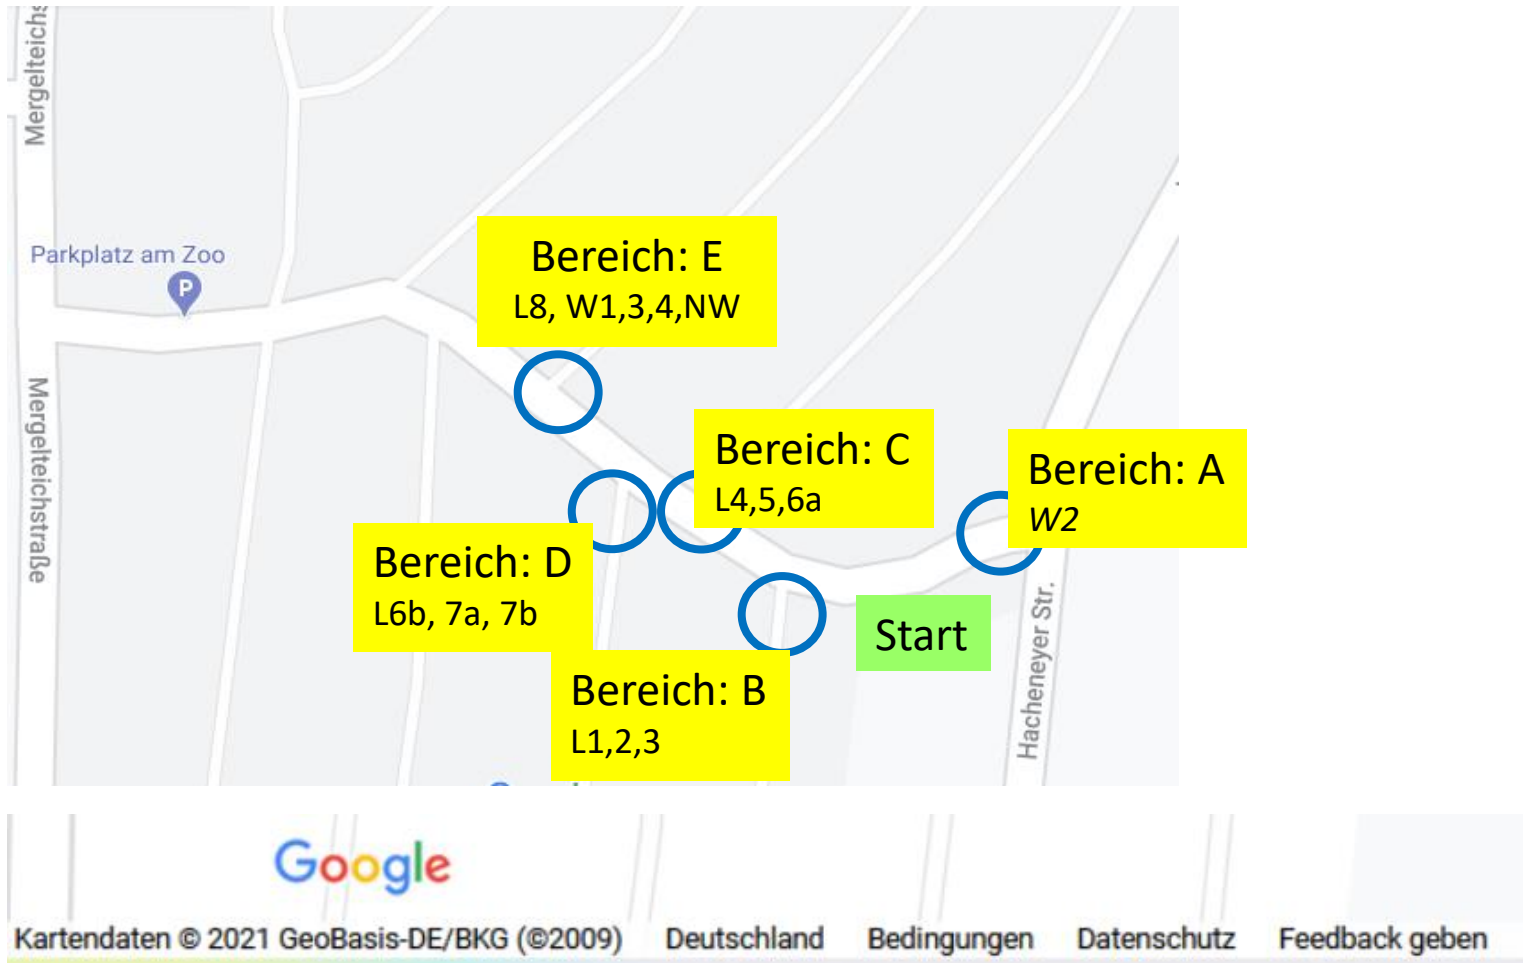 Mergelteichs
Parkplatz am Zoo
P
Bereich: E
L8, W1,3,4,NW
Mergelteichstraße
Bereich: C
L4,5,6a
Bereich: A
W2
Bereich: D
L6b, 7a, 7b
Start
Hacheneyer Str.
Bereich: B
L1,2,3
Google
Kartendaten © 2021 GeoBasis-DE/BKG (©2009) Deutschland Bedingungen Datenschutz Feedback geben